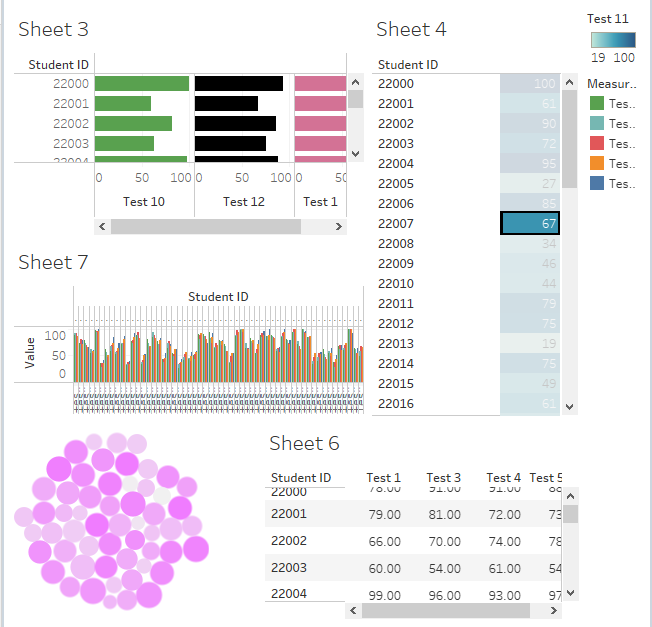 Sheet 3
Student ID
22000
22001
22002
22003
22004
0 50 100 0 50 100 0 50
Test 10 Test 12 Test 1
Sheet 4
Student ID
22000 100
22001 61
22002 90
22003 72
22004 95
22005 27
22006 85
22007 67
22008 34
22009 46
22010 44
22011 79
22012 75
22013 19
22014 75
22015 49
22016 61
Test 11
19 100
Measur..
Tes..
Tes..
Tes..
Tes..
Tes..
Sheet 7
Student ID
Value
100
50
0
Sheet 6
Student ID Test 1 Test 3 Test 4 Test 5
22000 78.00 91.00 91.00 88
22001 79.00 81.00 72.00 73
22002 66.00 70.00 74.00 78
22003 60.00 54.00 61.00 54
22004 99.00 96.00 93.00 97